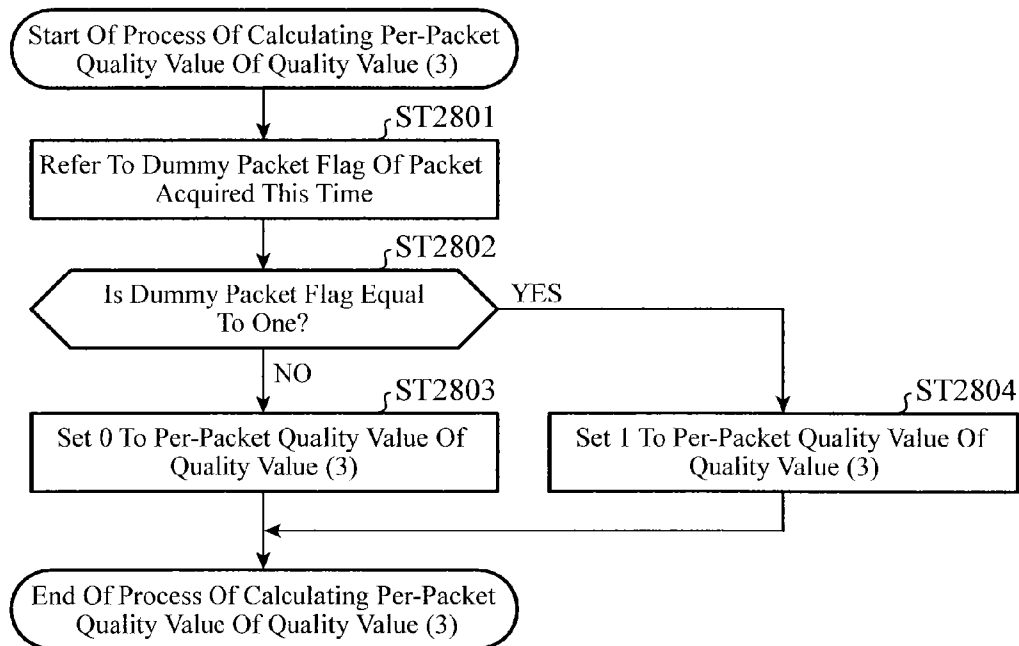 Start Of Process Of Calculating Per-Packet
Quality Value Of Quality Value (3)
ST2801
Refer To Dummy Packet Flag Of Packet
Acquired This Time
ST2802
Is Dummy Packet Flag Equal
To One?
YES
NO
ST2803
Set 0 To Per-Packet Quality Value Of
Quality Value (3)
ST2804
Set 1 To Per-Packet Quality Value Of
Quality Value (3)
End Of Process Of Calculating Per-Packet
Quality Value Of Quality Value (3)